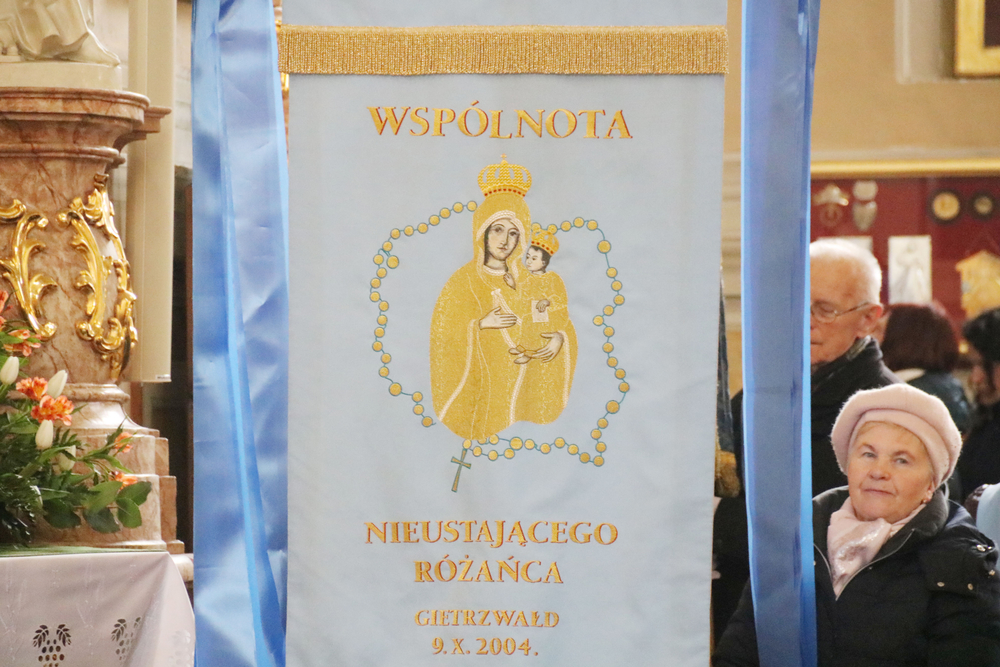 WSPÓLNOTA
NIEUSTAJĄCEGO
RÓŻAŃCA
GIETRZWAŁD
9. X. 2004.